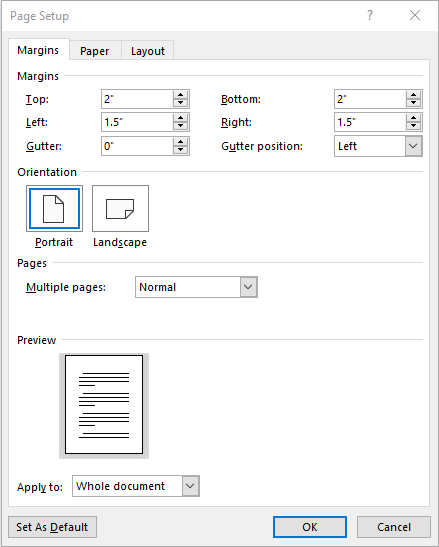 Page Setup ? ×
Margins Paper Layout
Margins
Top: 2" Bottom: 2"
Left: 1.5" Right: 1.5"
Gutter: 0" Gutter position: Left
Orientation
Portrait Landscape
Pages
Multiple pages: Normal
Preview
Apply to: Whole document
Set As Default OK Cancel